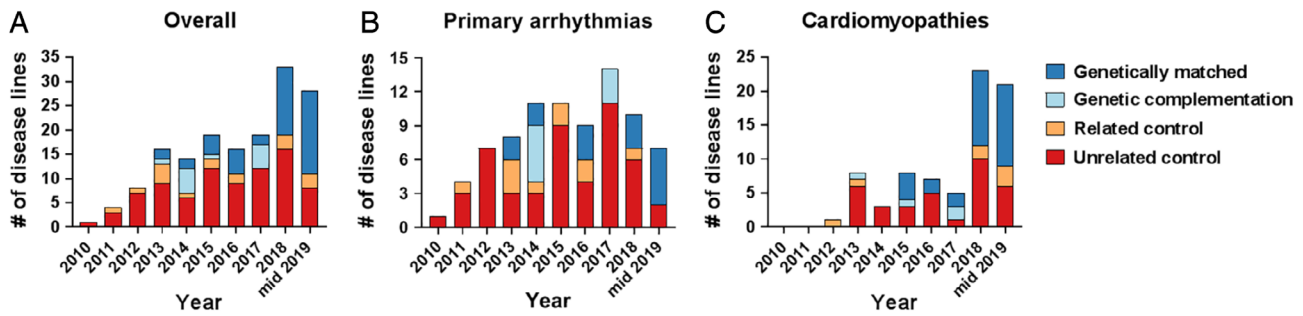 A
Overall
# of disease lines
35
30
25
20
15
10
5
0
2010
2011
2012
2013
2014
2015
2016
2017
2018
mid 2019
Year
B
Primary arrhythmias
# of disease lines
15
12
9
6
3
0
2010
2011
2012
2013
2014
2015
2016
2017
2018
mid 2019
Year
C
Cardiomyopathies
# of disease lines
25
20
15
10
5
0
2010
2011
2012
2013
2014
2015
2016
2017
2018
mid 2019
Year
Genetically matched
Genetic complementation
Related control
Unrelated control